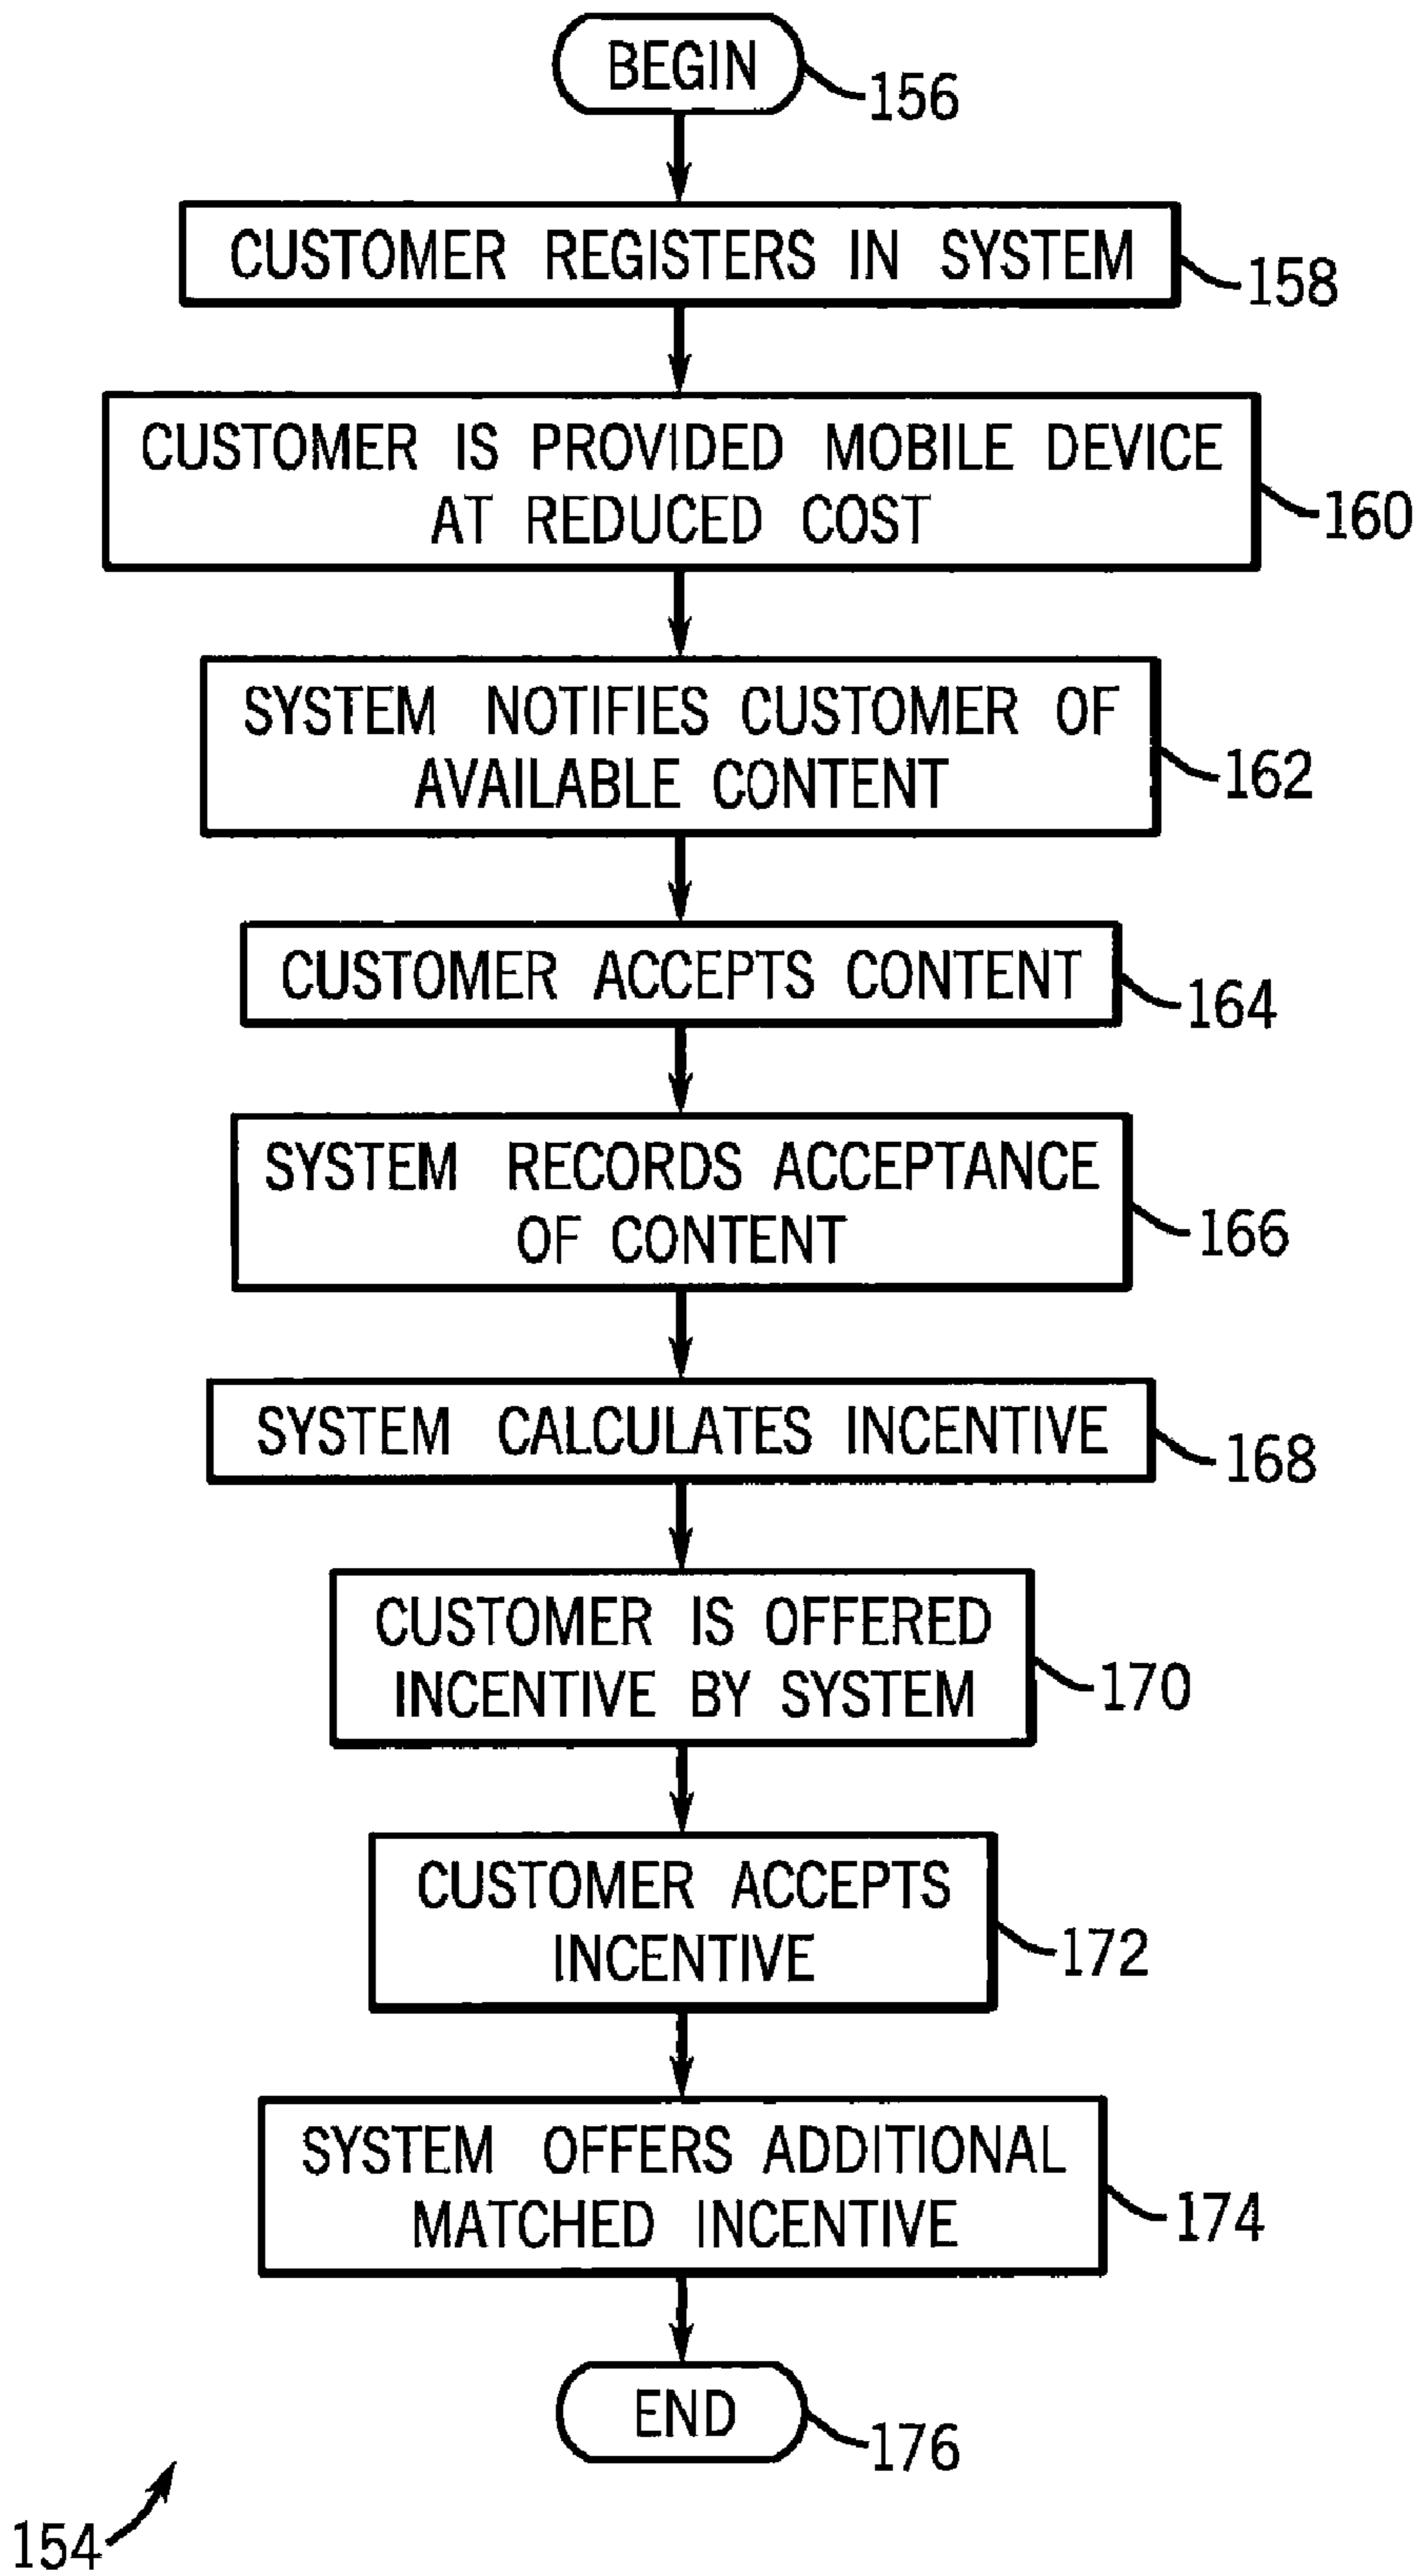 BEGIN
156
CUSTOMER REGISTERS IN SYSTEM
158
CUSTOMER IS PROVIDED MOBILE DEVICE
AT REDUCED COST
160
SYSTEM NOTIFIES CUSTOMER OF
AVAILABLE CONTENT
162
CUSTOMER ACCEPTS CONTENT
164
SYSTEM RECORDS ACCEPTANCE
OF CONTENT
166
SYSTEM CALCULATES INCENTIVE
168
CUSTOMER IS OFFERED
INCENTIVE BY SYSTEM
170
CUSTOMER ACCEPTS
INCENTIVE
172
SYSTEM OFFERS ADDITIONAL
MATCHED INCENTIVE
174
END
176
154